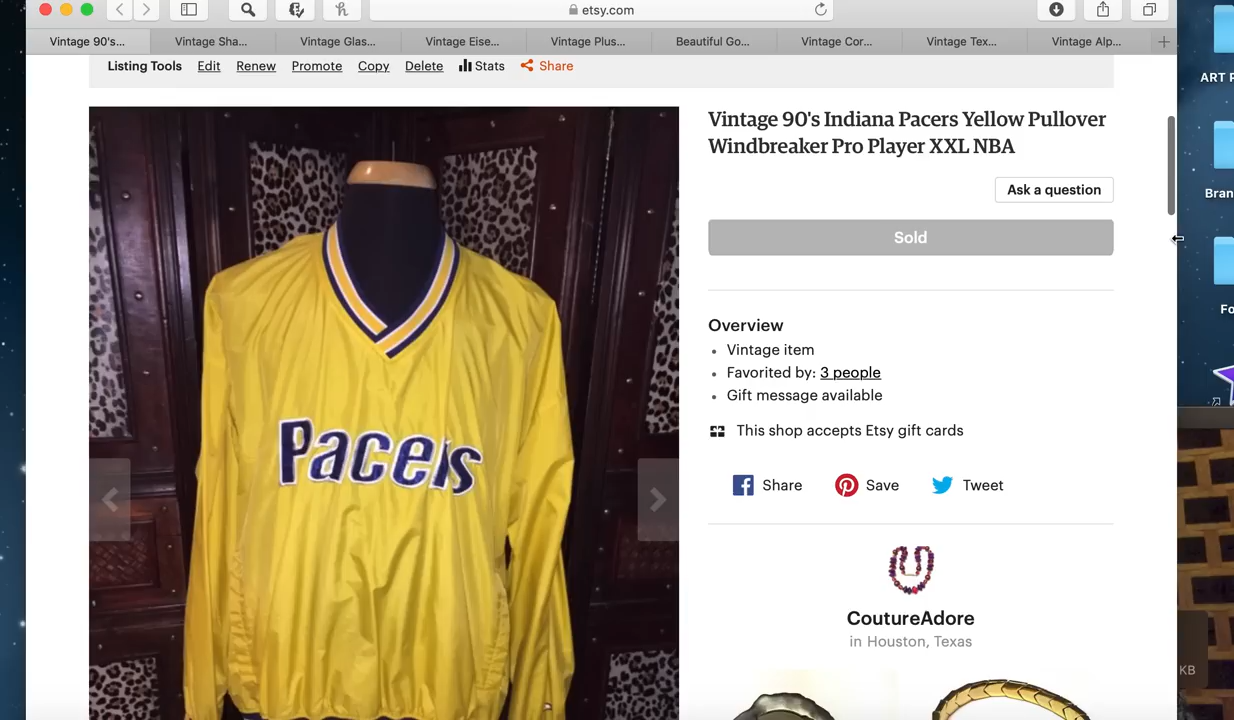 etsy.com
Vintage 90's...
Vintage Sha...
Vintage Glas...
Vintage Eise...
Vintage Plus...
Beautiful Go...
Vintage Cor...
Vintage Tex...
Vintage Alp...
Listing Tools Edit Renew Promote Copy Delete Stats Share
Vintage 90's Indiana Pacers Yellow Pullover
Windbreaker Pro Player XXL NBA
Ask a question
Sold
Overview
Vintage item
Favorited by: 3 people
Gift message available
This shop accepts Etsy gift cards
Share Save Tweet
CoutureAdore
in Houston, Texas
Pacers
ART P
Bran
Fo
KB